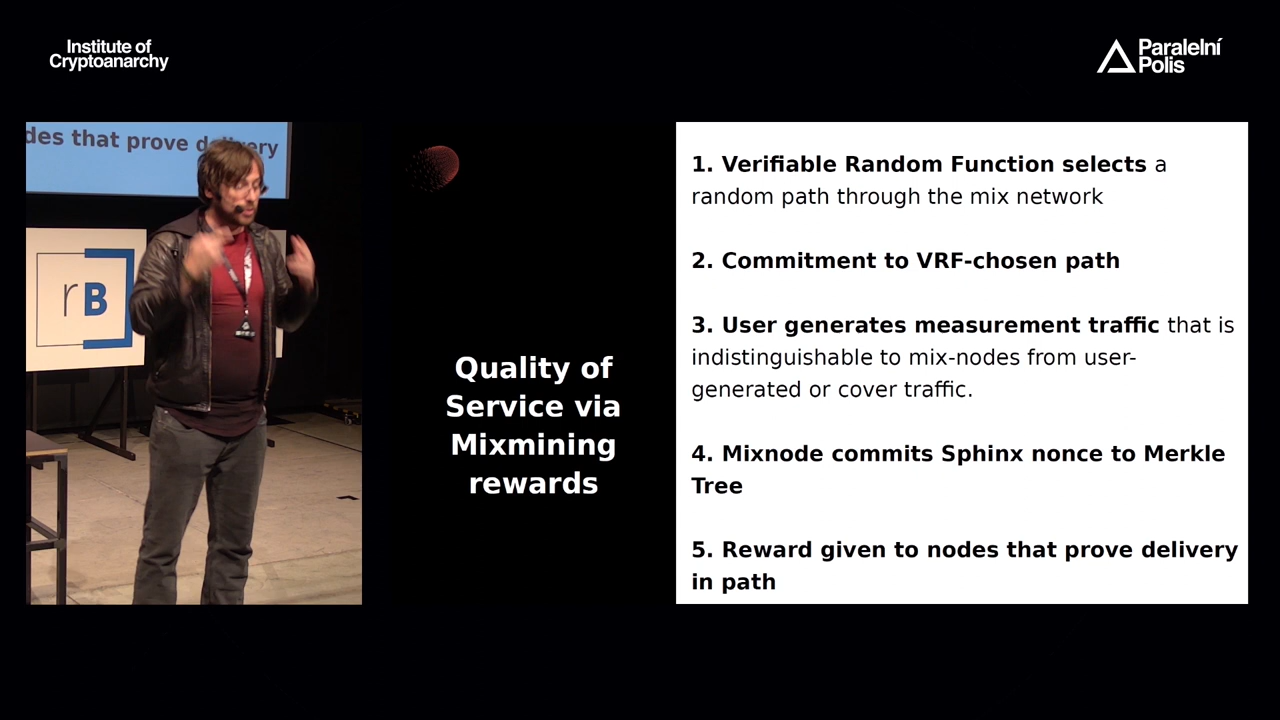 Institute of
Cryptoanarchy
Paralelní
Polis
des that prove delivery
rB
Quality of
Service via
Mixmining
rewards
1. Verifiable Random Function selects a
random path through the mix network
2. Commitment to VRF-chosen path
3. User generates measurement traffic that is
indistinguishable to mix-nodes from user-
generated or cover traffic.
4. Mixnode commits Sphinx nonce to Merkle
Tree
5. Reward given to nodes that prove delivery
in path